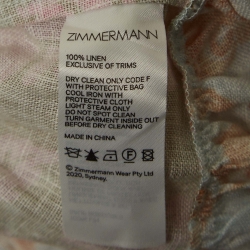 ZIMMERMANN
100% LINEN
EXCLUSIVE OF TRIMS
DRY CLEAN ONLY CODE F
WITH PROTECTIVE BAG
COOL IRON WITH
PROTECTIVE CLOTH
LIGHT STEAM ONLY
DO NOT SPOT CLEAN
TURN GARMENT INSIDE OUT
BEFORE DRY CLEANING
MADE IN CHINA
F
© Zimmermann Wear Pty Ltd
2020, Sydney.